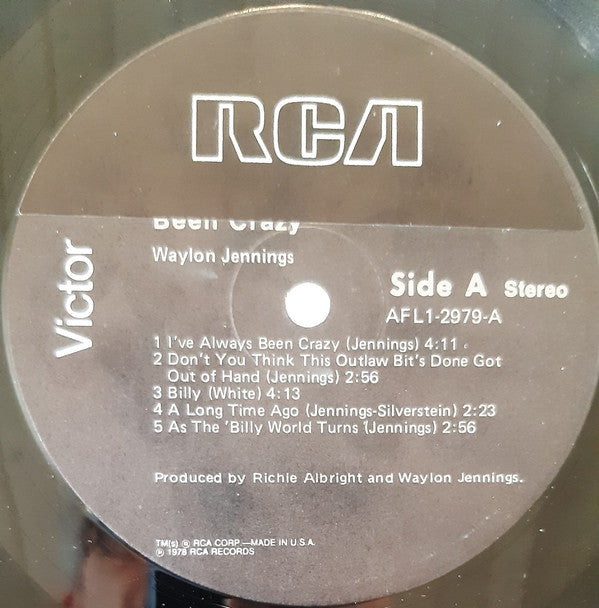 RCA
Victor
Been Crazy
Waylon Jennings
Side A Stereo
AFL1-2979-A
1 I've Always Been Crazy (Jennings) 4:11
2 Don't You Think This Outlaw Bit's Done Got
Out of Hand (Jennings) 2:56
3 Billy (White) 4:13
4 A Long Time Ago (Jennings-Silverstein) 2:23
5 As The 'Billy World Turns (Jennings) 2:56
Produced by Richie Albright and Waylon Jennings.
TM(s) ® RCA CORP.—MADE IN U.S.A.
℗ 1978 RCA RECORDS